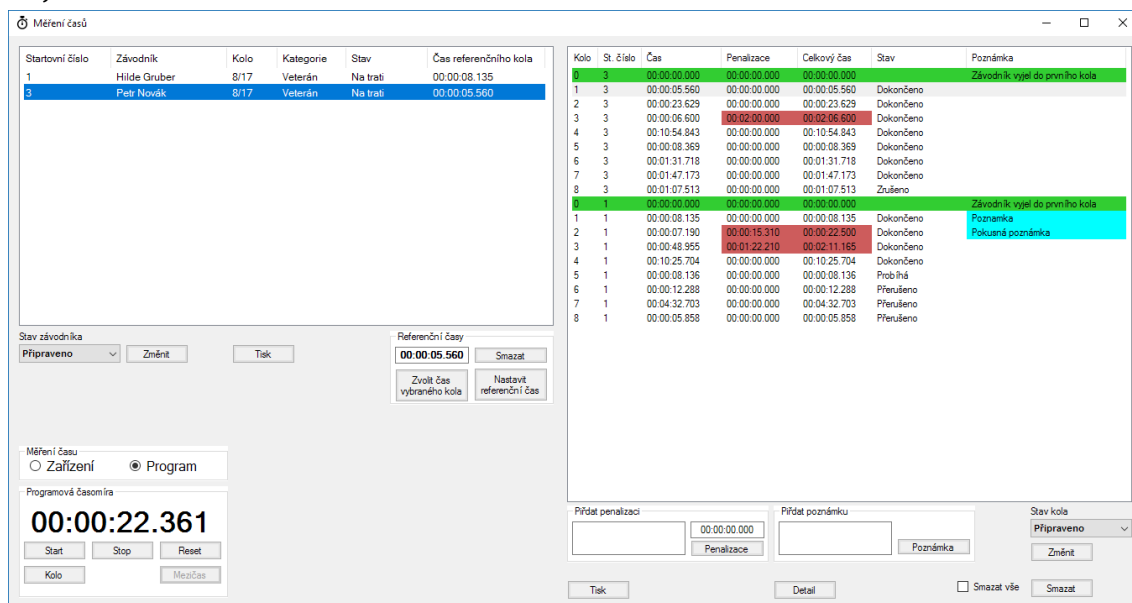 Měření časů
Startovní číslo Závodník Kolo Kategorie Stav Čas referenčního kola
1 Hilde Gruber 8/17 Veterán Na trati 00:00:08.135
3 Petr Novák 8/17 Veterán Na trati 00:00:05.560
Kolo St. číslo Čas Penalizace Celkový čas Stav Poznámka
0 3 00:00:00.000 00:00:00.000 00:00:00.000 Závodník vyjel do prvního kola
1 3 00:00:05.560 00:00:00.000 00:00:05.560 Dokončeno
2 3 00:00:23.629 00:00:00.000 00:00:23.629 Dokončeno
3 3 00:00:06.600 00:02:00.000 00:02:06.600 Dokončeno
4 3 00:10:54.843 00:00:00.000 00:10:54.843 Dokončeno
5 3 00:00:08.369 00:00:00.000 00:00:08.369 Dokončeno
6 3 00:01:31.718 00:00:00.000 00:01:31.718 Dokončeno
7 3 00:01:47.173 00:00:00.000 00:01:47.173 Dokončeno
8 3 00:01:07.513 00:00:00.000 00:01:07.513 Zrušeno
0 1 00:00:00.000 00:00:00.000 00:00:00.000 Závodník vyjel do prvního kola
1 1 00:00:08.135 00:00:00.000 00:00:08.135 Dokončeno Poznamka
2 1 00:00:07.190 00:00:15.310 00:00:22.500 Dokončeno Pokusná poznámka
3 1 00:00:48.955 00:01:22.210 00:02:11.165 Dokončeno
4 1 00:10:25.704 00:00:00.000 00:10:25.704 Dokončeno
5 1 00:00:08.136 00:00:00.000 00:00:08.136 Probíhá
6 1 00:00:12.288 00:00:00.000 00:00:12.288 Přerušeno
7 1 00:04:32.703 00:00:00.000 00:04:32.703 Přerušeno
8 1 00:00:05.858 00:00:00.000 00:00:05.858 Přerušeno
Stav závodníka
Připraveno Změnit Tisk
Referenční časy
00:00:05.560 Smazat
Zvolit čas vybraného kola
Nastavit referenční čas
Měření času
Zařízení Program
Programová časomíra
00:00:22.361
Start Stop Reset
Kolo Mezičas
Přidat penalizaci
00:00:00.000
Penalizace
Přidat poznámku
Poznámka
Stav kola
Připraveno
Změnit
Tisk Detail Smazat vše Smazat